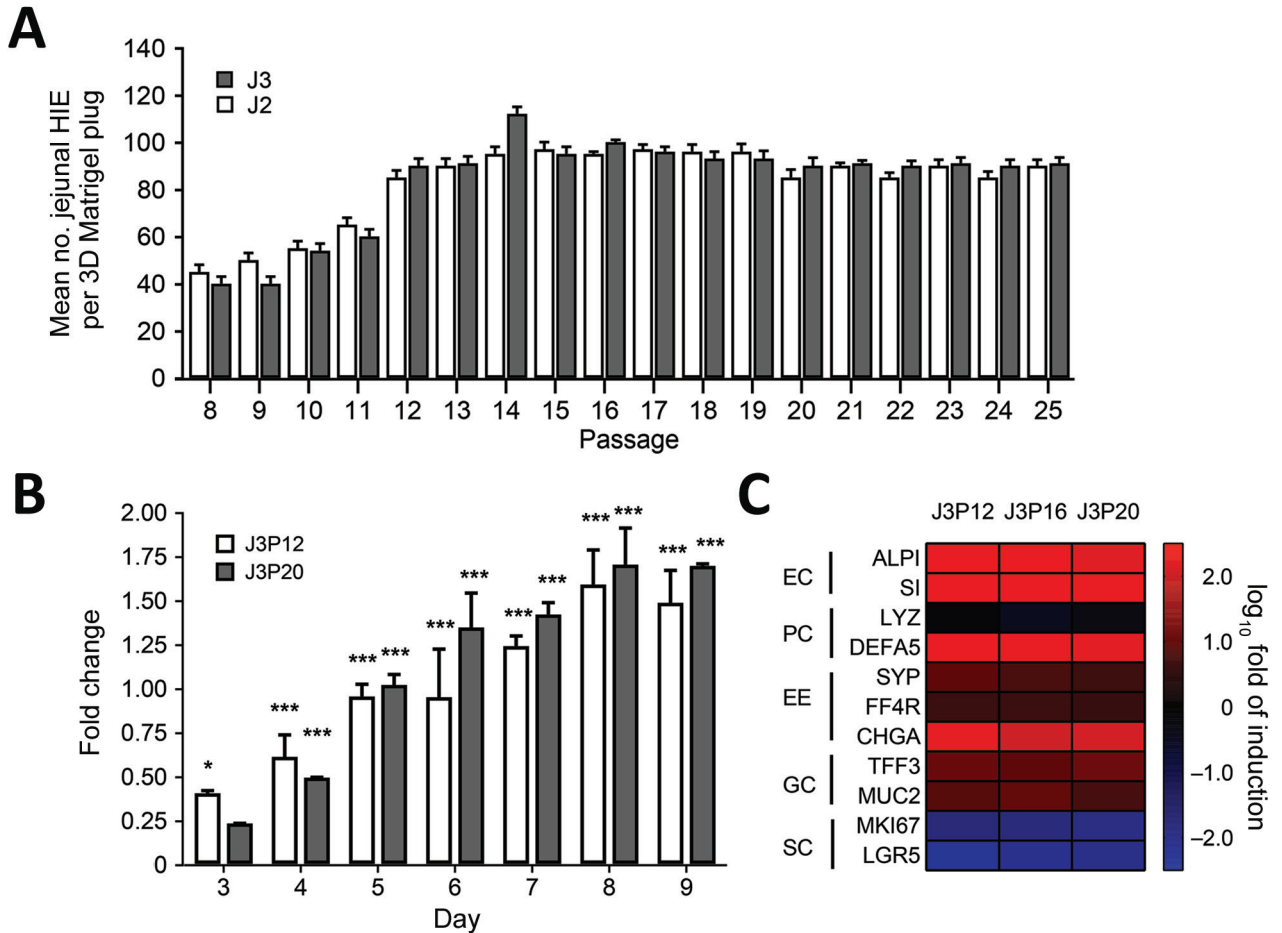 A
Mean no. jejunal HIE
per 3D Matrigel plug
140
120
100
80
60
40
20
0
J3
J2
8 9 10 11 12 13 14 15 16 17 18 19 20 21 22 23 24 25
Passage
B
Fold change
2.00
1.75
1.50
1.25
1.00
0.75
0.50
0.25
0
J3P12
J3P20
* *** *** *** *** *** *** *** *** *** *** *** ***
3 4 5 6 7 8 9
Day
C
J3P12 J3P16 J3P20
EC
ALPI
SI
PC
LYZ
DEFA5
EE
SYP
FF4R
CHGA
GC
TFF3
MUC2
SC
MKI67
LGR5
2.0
1.0
0
–1.0
–2.0
log10 fold of induction